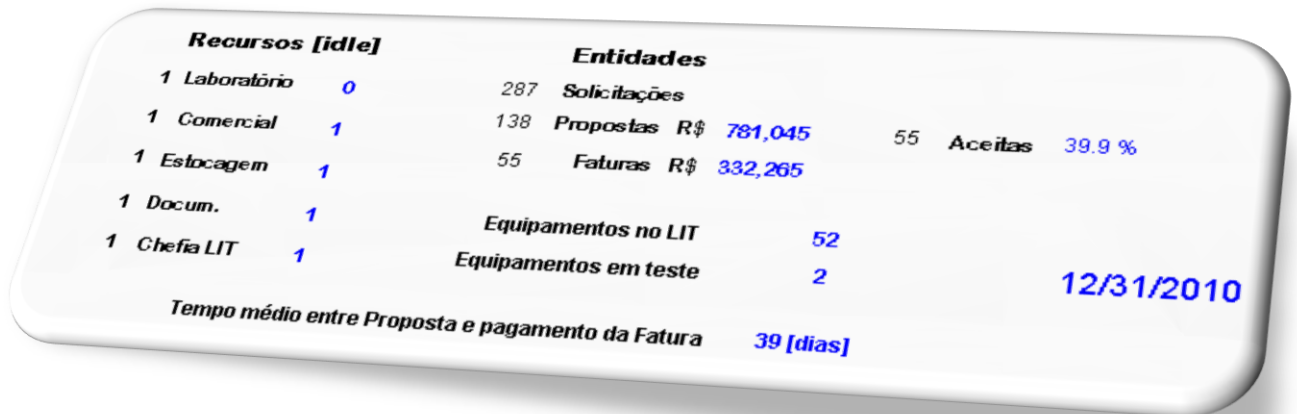 Recursos [idle]
1 Laboratório 0
1 Comercial 1
1 Estocagem 1
1 Docum. 1
1 Chefia LIT 1
Entidades
287 Solicitações
138 Propostas R$ 781,045 55 Aceitas 39.9 %
55 Faturas R$ 332,265
Equipamentos no LIT 52
Equipamentos em teste 2
12/31/2010
Tempo médio entre Proposta e pagamento da Fatura 39 [dias]